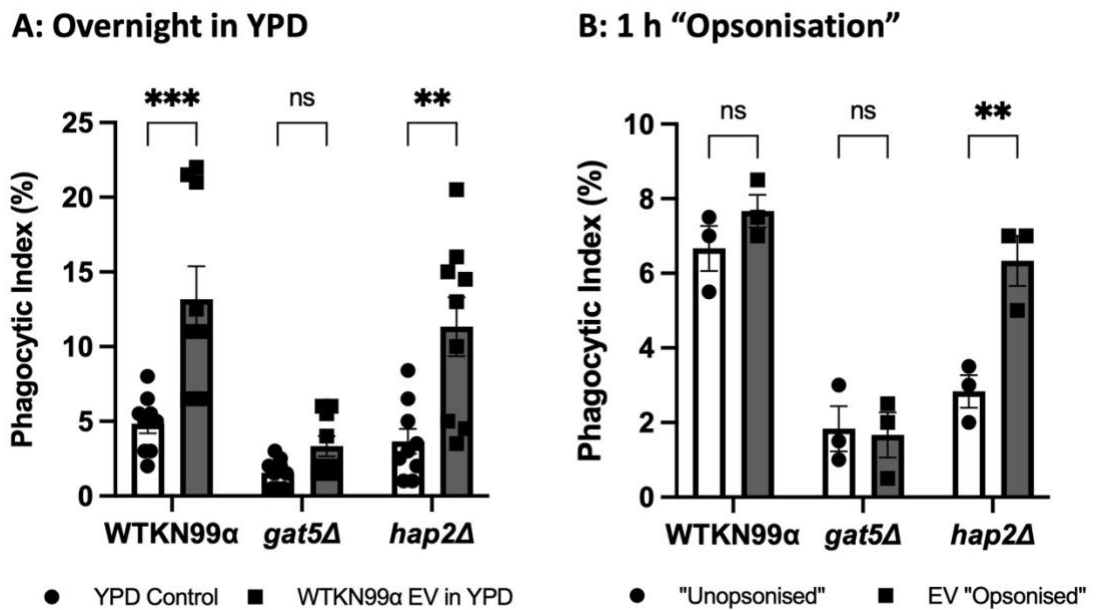 A: Overnight in YPD
B: 1 h “Opsonisation”
*** ns **
ns ns **
Phagocytic Index (%)
25
20
15
10
5
0
Phagocytic Index (%)
10
8
6
4
2
0
WTKN99α gat5Δ hap2Δ
WTKN99α gat5Δ hap2Δ
YPD Control WTKN99α EV in YPD
"Unopsonised" EV "Opsonised"